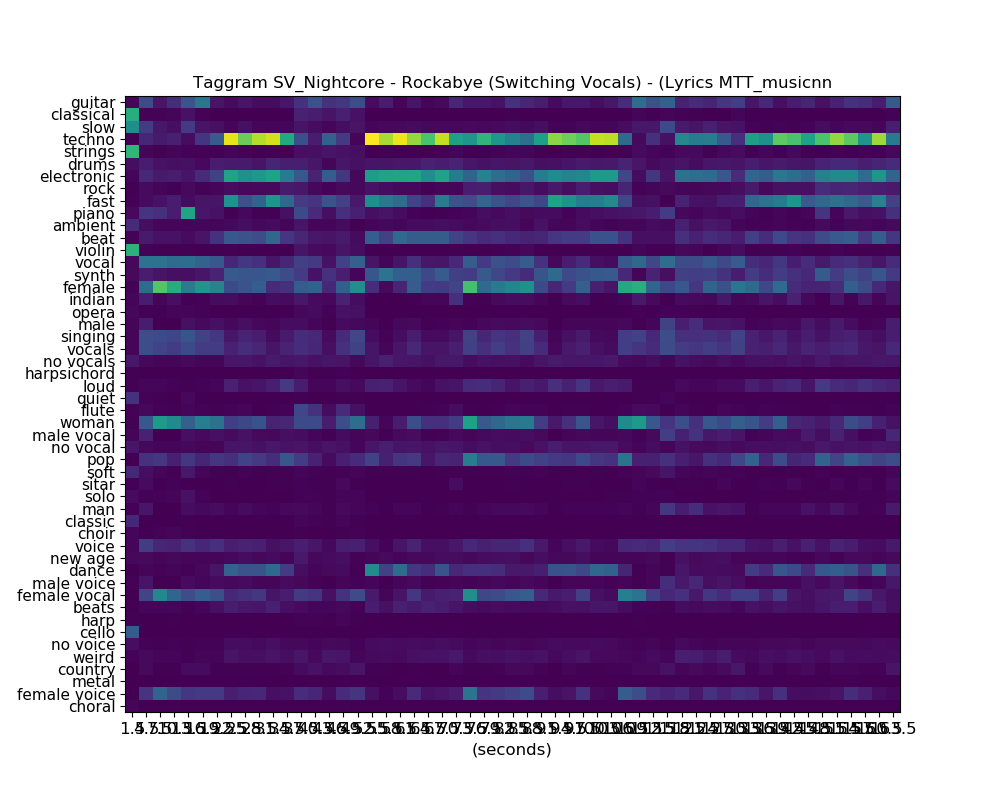 Taggram SV_Nightcore - Rockabye (Switching Vocals) - (Lyrics MTT_musicnn
guitar
classical
slow
techno
strings
drums
electronic
rock
fast
piano
ambient
beat
violin
vocal
synth
female
indian
opera
male
singing
vocals
no vocals
harpsichord
loud
quiet
flute
woman
male vocal
no vocal
pop
soft
sitar
solo
man
classic
choir
voice
new age
dance
male voice
female vocal
beats
harp
cello
no voice
weird
country
metal
female voice
choral
(seconds)